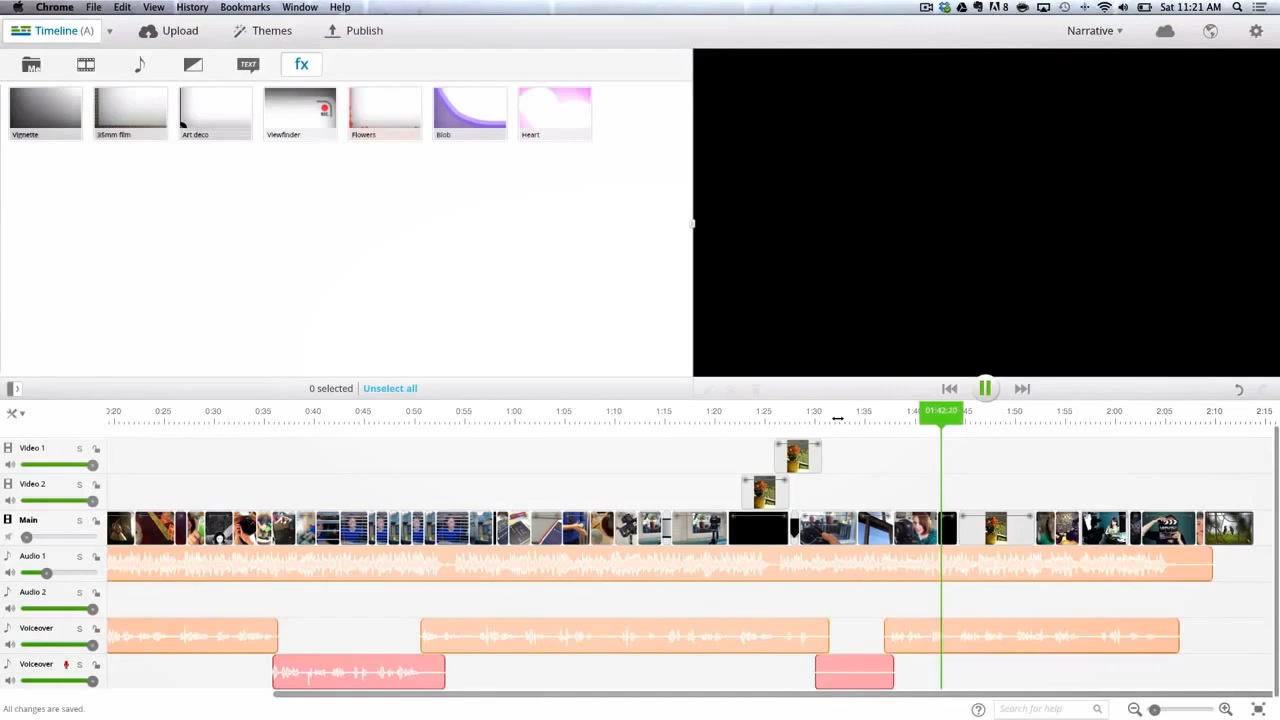 Chrome File Edit View History Bookmarks Window Help 8 Sat 11:21 AM
Timeline (A) Upload Themes Publish Narrative
Me TEXT fx
Vignette 35mm film Art deco Viewfinder Flowers Blob Heart
0 selected Unselect all
0:20 0:25 0:30 0:35 0:40 0:45 0:50 0:55 1:00 1:05 1:10 1:15 1:20 1:25 1:30 1:35 01:42:20 1:50 1:55 2:00 2:05 2:10 2:15
Video 1 S
Video 2 S
Main S
Audio 1 S
Audio 2 S
Voiceover S
Voiceover S
All changes are saved. Search for help